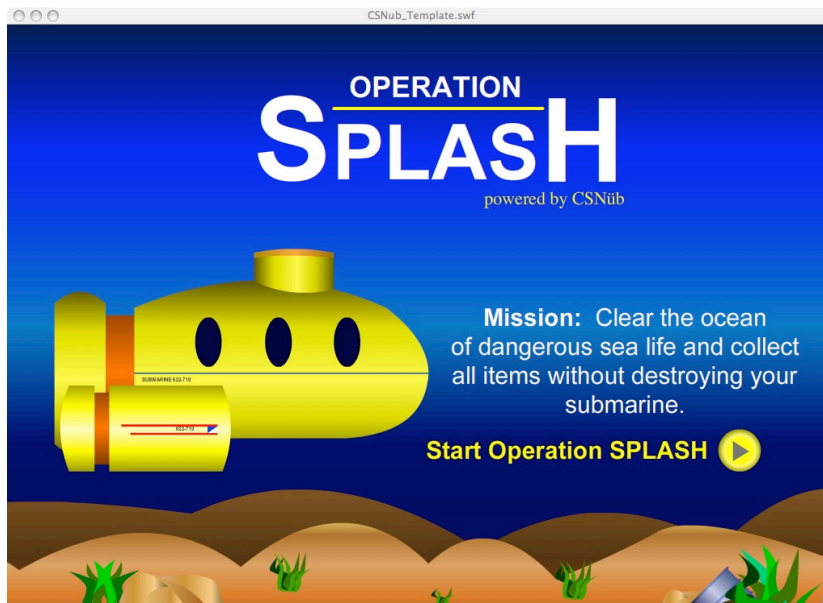 CSNub_Template.swf
OPERATION
SPLASH
powered by CSNüb
Mission: Clear the ocean
of dangerous sea life and collect
all items without destroying your
submarine.
SUBMARINE 622-719
622-719
Start Operation SPLASH